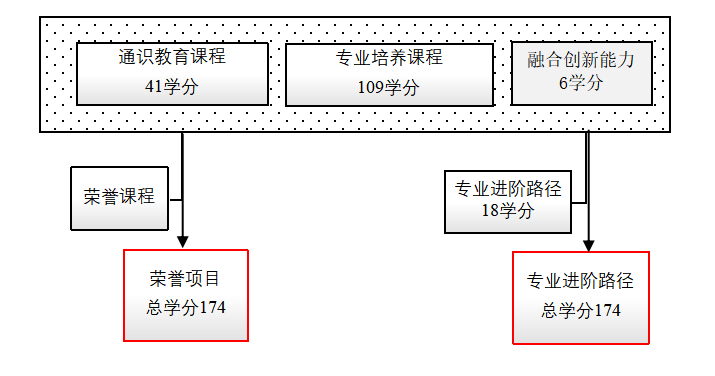 通识教育课程
41学分
专业培养课程
109学分
融合创新能力
6学分
荣誉课程
专业进阶路径
18学分
荣誉项目
总学分174
专业进阶路径
总学分174